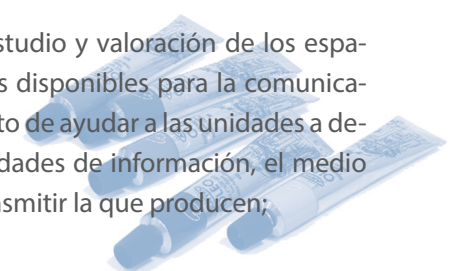 studio y valoración de los espa-
s disponibles para la comunica-
to de ayudar a las unidades a de-
dades de información, el medio
nsmitir la que producen;